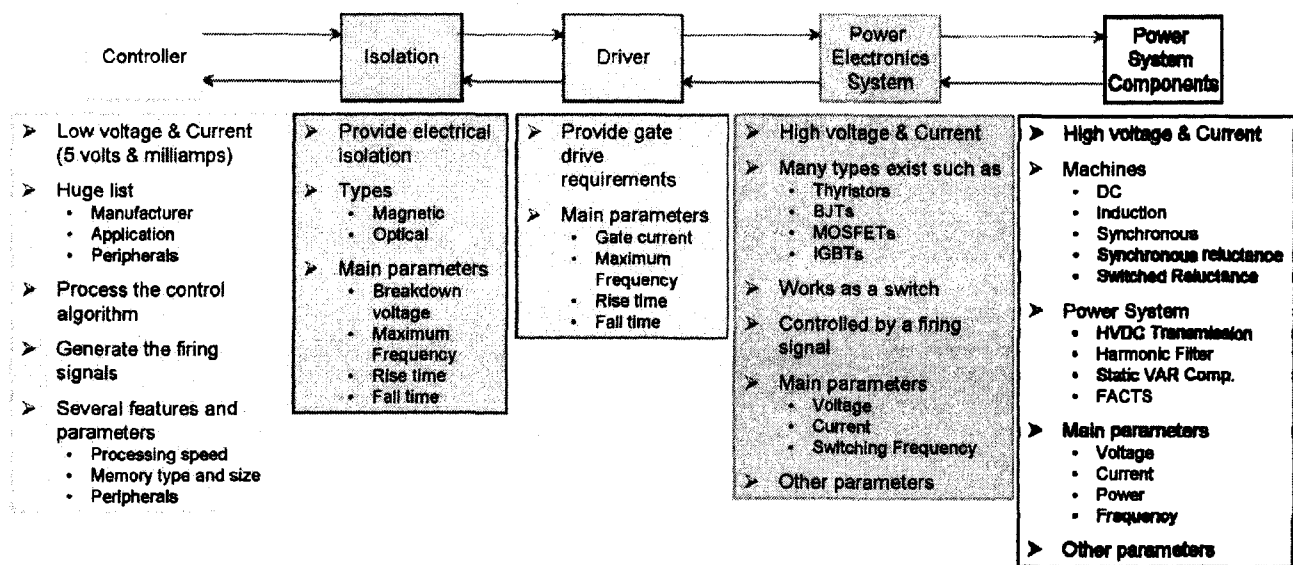 Controller
Isolation
Driver
Power
Electronics
System
Power
System
Components
➢ Low voltage & Current
(5 volts & milliamps)
➢ Huge list
• Manufacturer
• Application
• Peripherals
➢ Process the control
algorithm
➢ Generate the firing
signals
➢ Several features and
parameters
• Processing speed
• Memory type and size
• Peripherals
➢ Provide electrical
isolation
➢ Types
• Magnetic
• Optical
➢ Main parameters
• Breakdown
voltage
• Maximum
Frequency
• Rise time
• Fall time
➢ Provide gate
drive
requirements
➢ Main parameters
• Gate current
• Maximum
Frequency
• Rise time
• Fall time
➢ High voltage & Current
➢ Many types exist such as
• Thyristors
• BJTs
• MOSFETs
• IGBTs
➢ Works as a switch
➢ Controlled by a firing
signal
➢ Main parameters
• Voltage
• Current
• Switching Frequency
➢ Other parameters
➢ High voltage & Current
➢ Machines
• DC
• Induction
• Synchronous
• Synchronous reluctance
• Switched Reluctance
➢ Power System
• HVDC Transmission
• Harmonic Filter
• Static VAR Comp.
• FACTS
➢ Main parameters
• Voltage
• Current
• Power
• Frequency
➢ Other parameters